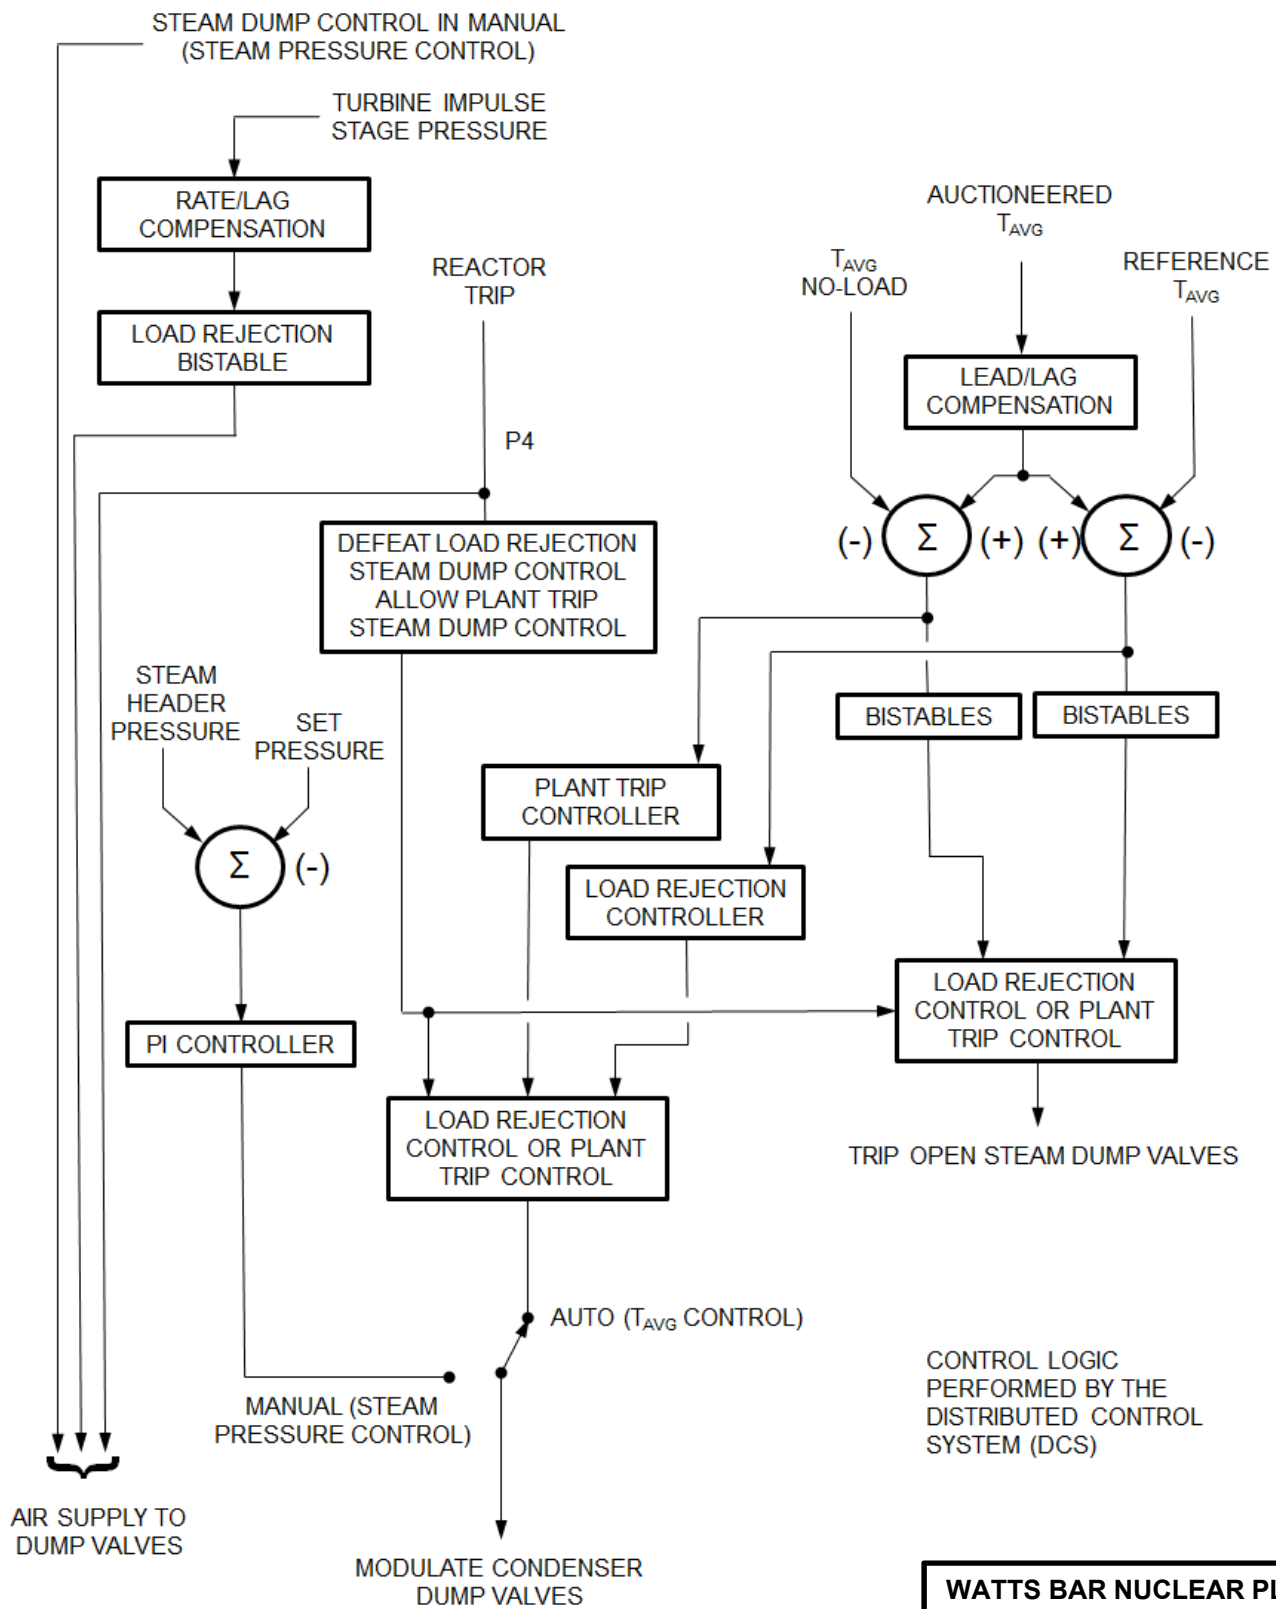 STEAM DUMP CONTROL IN MANUAL
(STEAM PRESSURE CONTROL)
TURBINE IMPULSE
STAGE PRESSURE
RATE/LAG
COMPENSATION
LOAD REJECTION
BISTABLE
REACTOR
TRIP
P4
AUCTIONEERED
TAVG
TAVG
NO-LOAD
REFERENCE
TAVG
LEAD/LAG
COMPENSATION
(-) Σ (+) (+) Σ (-)
DEFEAT LOAD REJECTION
STEAM DUMP CONTROL
ALLOW PLANT TRIP
STEAM DUMP CONTROL
STEAM
HEADER
PRESSURE
SET
PRESSURE
Σ (-)
BISTABLES
BISTABLES
PLANT TRIP
CONTROLLER
LOAD REJECTION
CONTROLLER
PI CONTROLLER
LOAD REJECTION
CONTROL OR PLANT
TRIP CONTROL
LOAD REJECTION
CONTROL OR PLANT
TRIP CONTROL
TRIP OPEN STEAM DUMP VALVES
AUTO (TAVG CONTROL)
MANUAL (STEAM
PRESSURE CONTROL)
CONTROL LOGIC
PERFORMED BY THE
DISTRIBUTED CONTROL
SYSTEM (DCS)
AIR SUPPLY TO
DUMP VALVES
MODULATE CONDENSER
DUMP VALVES
WATTS BAR NUCLEAR PL